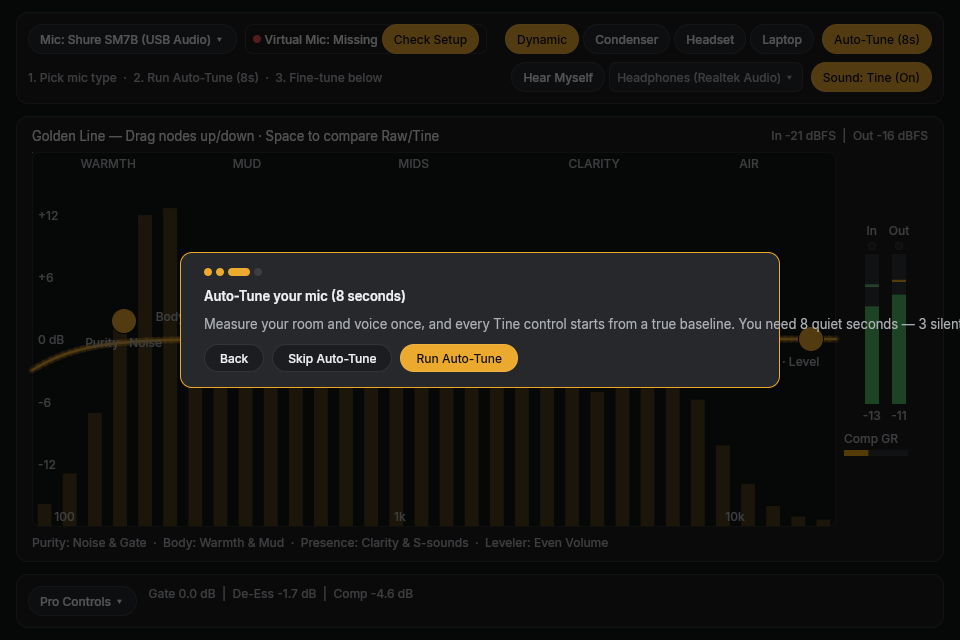 Mic: Shure SM7B (USB Audio) ▾
Virtual Mic: Missing
Check Setup
Dynamic
Condenser
Headset
Laptop
Auto-Tune (8s)
1. Pick mic type · 2. Run Auto-Tune (8s) · 3. Fine-tune below
Hear Myself
Headphones (Realtek Audio) ▾
Sound: Tine (On)
Golden Line — Drag nodes up/down · Space to compare Raw/Tine
In -21 dBFS | Out -16 dBFS
WARMTH
MUD
MIDS
CLARITY
AIR
+12
+6
0 dB
-6
-12
Purity · Noise
Body
- Level
100
1k
10k
In
Out
-13
-11
Comp GR
Auto-Tune your mic (8 seconds)
Measure your room and voice once, and every Tine control starts from a true baseline. You need 8 quiet seconds — 3 silent
Back
Skip Auto-Tune
Run Auto-Tune
Purity: Noise & Gate · Body: Warmth & Mud · Presence: Clarity & S-sounds · Leveler: Even Volume
Pro Controls ▾
Gate 0.0 dB | De-Ess -1.7 dB | Comp -4.6 dB